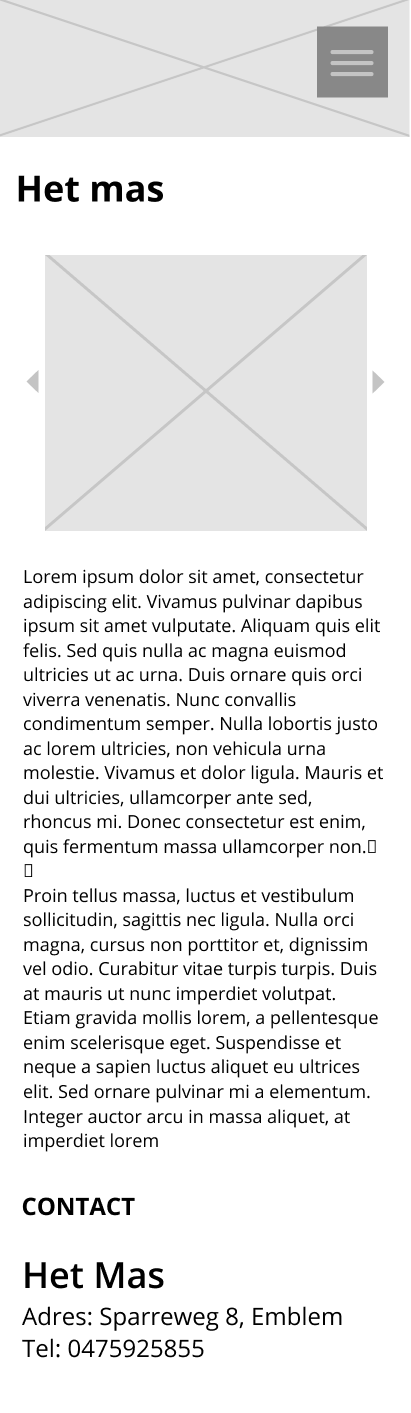 Het mas
Lorem ipsum dolor sit amet, consectetur
adipiscing elit. Vivamus pulvinar dapibus
ipsum sit amet vulputate. Aliquam quis elit
felis. Sed quis nulla ac magna euismod
ultricies ut ac urna. Duis ornare quis orci
viverra venenatis. Nunc convallis
condimentum semper. Nulla lobortis justo
ac lorem ultricies, non vehicula urna
molestie. Vivamus et dolor ligula. Mauris et
dui ultricies, ullamcorper ante sed,
rhoncus mi. Donec consectetur est enim,
quis fermentum massa ullamcorper non.
Proin tellus massa, luctus et vestibulum
sollicitudin, sagittis nec ligula. Nulla orci
magna, cursus non porttitor et, dignissim
vel odio. Curabitur vitae turpis turpis. Duis
at mauris ut nunc imperdiet volutpat.
Etiam gravida mollis lorem, a pellentesque
enim scelerisque eget. Suspendisse et
neque a sapien luctus aliquet eu ultrices
elit. Sed ornare pulvinar mi a elementum.
Integer auctor arcu in massa aliquet, at
imperdiet lorem
CONTACT
Het Mas
Adres: Sparreweg 8, Emblem
Tel: 0475925855